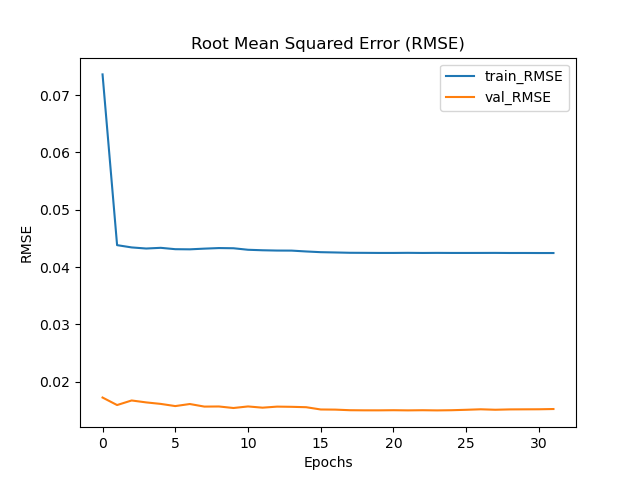 Root Mean Squared Error (RMSE)
train_RMSE
val_RMSE
0.07
0.06
0.05
0.04
0.03
0.02
RMSE
0 5 10 15 20 25 30
Epochs